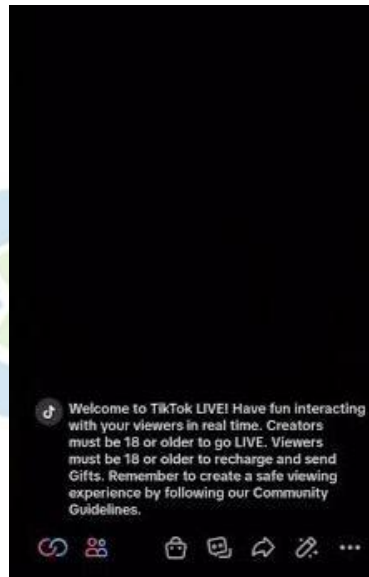 Welcome to TikTok LIVE! Have fun interacting
with your viewers in real time. Creators
must be 18 or older to go LIVE. Viewers
must be 18 or older to recharge and send
Gifts. Remember to create a safe viewing
experience by following our Community
Guidelines.